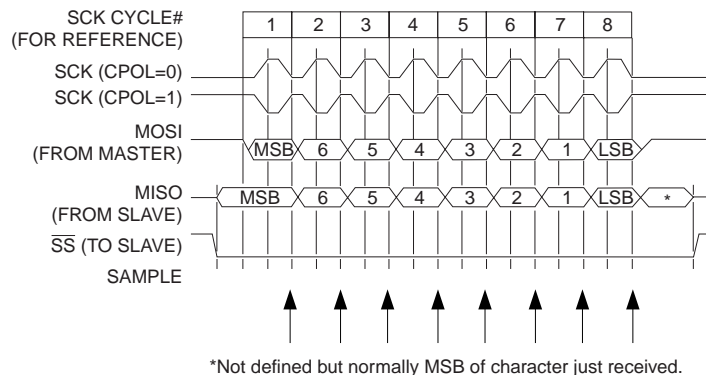 SCK CYCLE#
(FOR REFERENCE)
1 2 3 4 5 6 7 8
SCK (CPOL=0)
SCK (CPOL=1)
MOSI
(FROM MASTER)
MSB 6 5 4 3 2 1 LSB
MISO
(FROM SLAVE)
MSB 6 5 4 3 2 1 LSB *
SS (TO SLAVE)
SAMPLE
*Not defined but normally MSB of character just received.